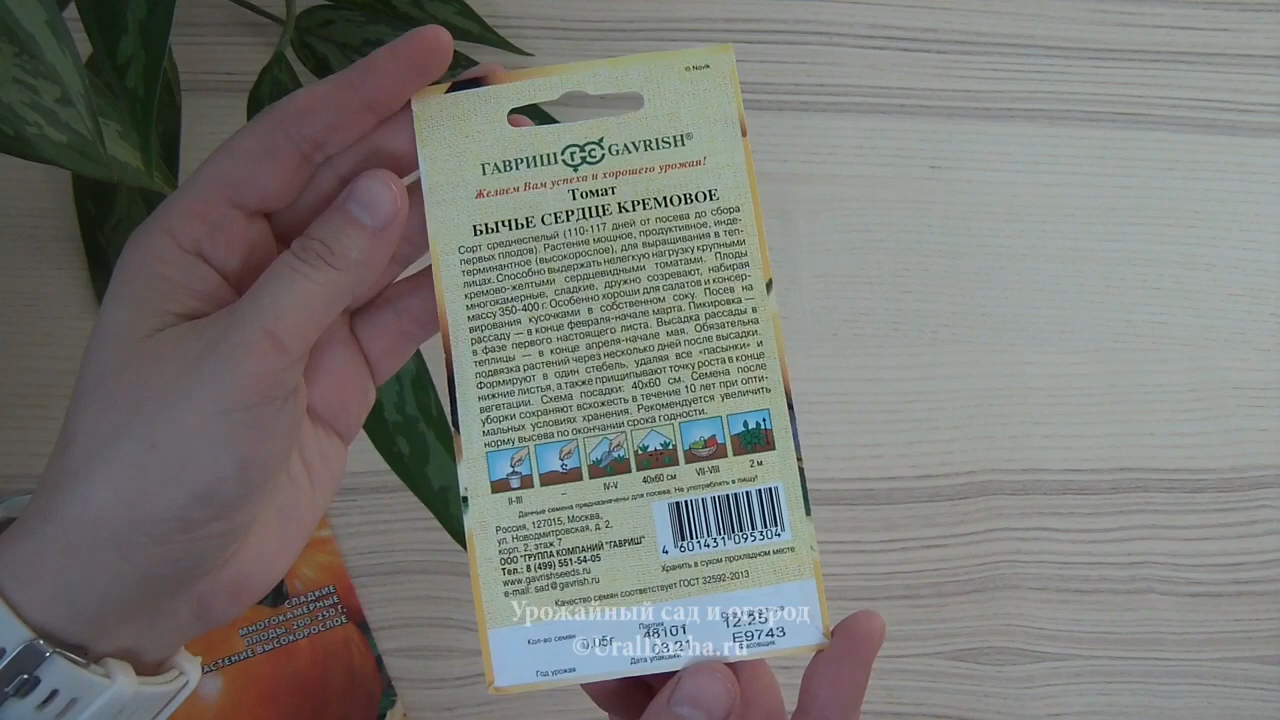 © Novik
ГАВРИШ ГС GAVRISH®
Желаем Вам успеха и хорошего урожая!
Томат
БЫЧЬЕ СЕРДЦЕ КРЕМОВОЕ
Сорт среднеспелый (110-117 дней от посева до сбора
первых плодов). Растение мощное, продуктивное, инде-
терминантное (высокорослое), для выращивания в теп-
лицах. Способно выдержать нелегкую нагрузку крупными
кремово-желтыми сердцевидными томатами. Плоды
многокамерные, сладкие, дружно созревают, набирая
массу 350-400 г. Особенно хороши для салатов и консер-
вирования кусочками в собственном соку. Посев на
рассаду — в конце февраля-начале марта. Пикировка —
в фазе первого настоящего листа. Высадка рассады в
теплицы — в конце апреля-начале мая. Обязательна
подвязка растений через несколько дней после высадки.
Формируют в один стебель, удаляя все «пасынки» и
нижние листья, а также прищипывают точку роста в конце
вегетации. Схема посадки: 40х60 см. Семена после
уборки сохраняют всхожесть в течение 10 лет при опти-
мальных условиях хранения. Рекомендуется увеличить
норму высева по окончании срока годности.
II-III – IV-V 40х60 см VII-VIII 2 м
Данные семена предназначены для посева. Не употреблять в пищу!
Россия, 127015, Москва,
ул. Новодмитровская, д. 2,
корп. 2, этаж 7
ООО "ГРУППА КОМПАНИЙ "ГАВРИШ"
Тел.: 8 (499) 551-54-05
www.gavrishseeds.ru
e-mail: sad@gavrish.ru
4 601431 095304
Хранить в сухом прохладном месте
Качество семян соответствует ГОСТ 32592-2013
Урожайный сад и огород
©UralDacha.ru
Кол-во семян 0,05г Партия 48101 12.25
03.21 E9743
Год урожая Дата упаковки Фасовщик
СЛАДКИЕ
МНОГОКАМЕРНЫЕ
ПЛОДЫ, 200-250 Г,
РАСТЕНИЕ ВЫСОКОРОСЛОЕ